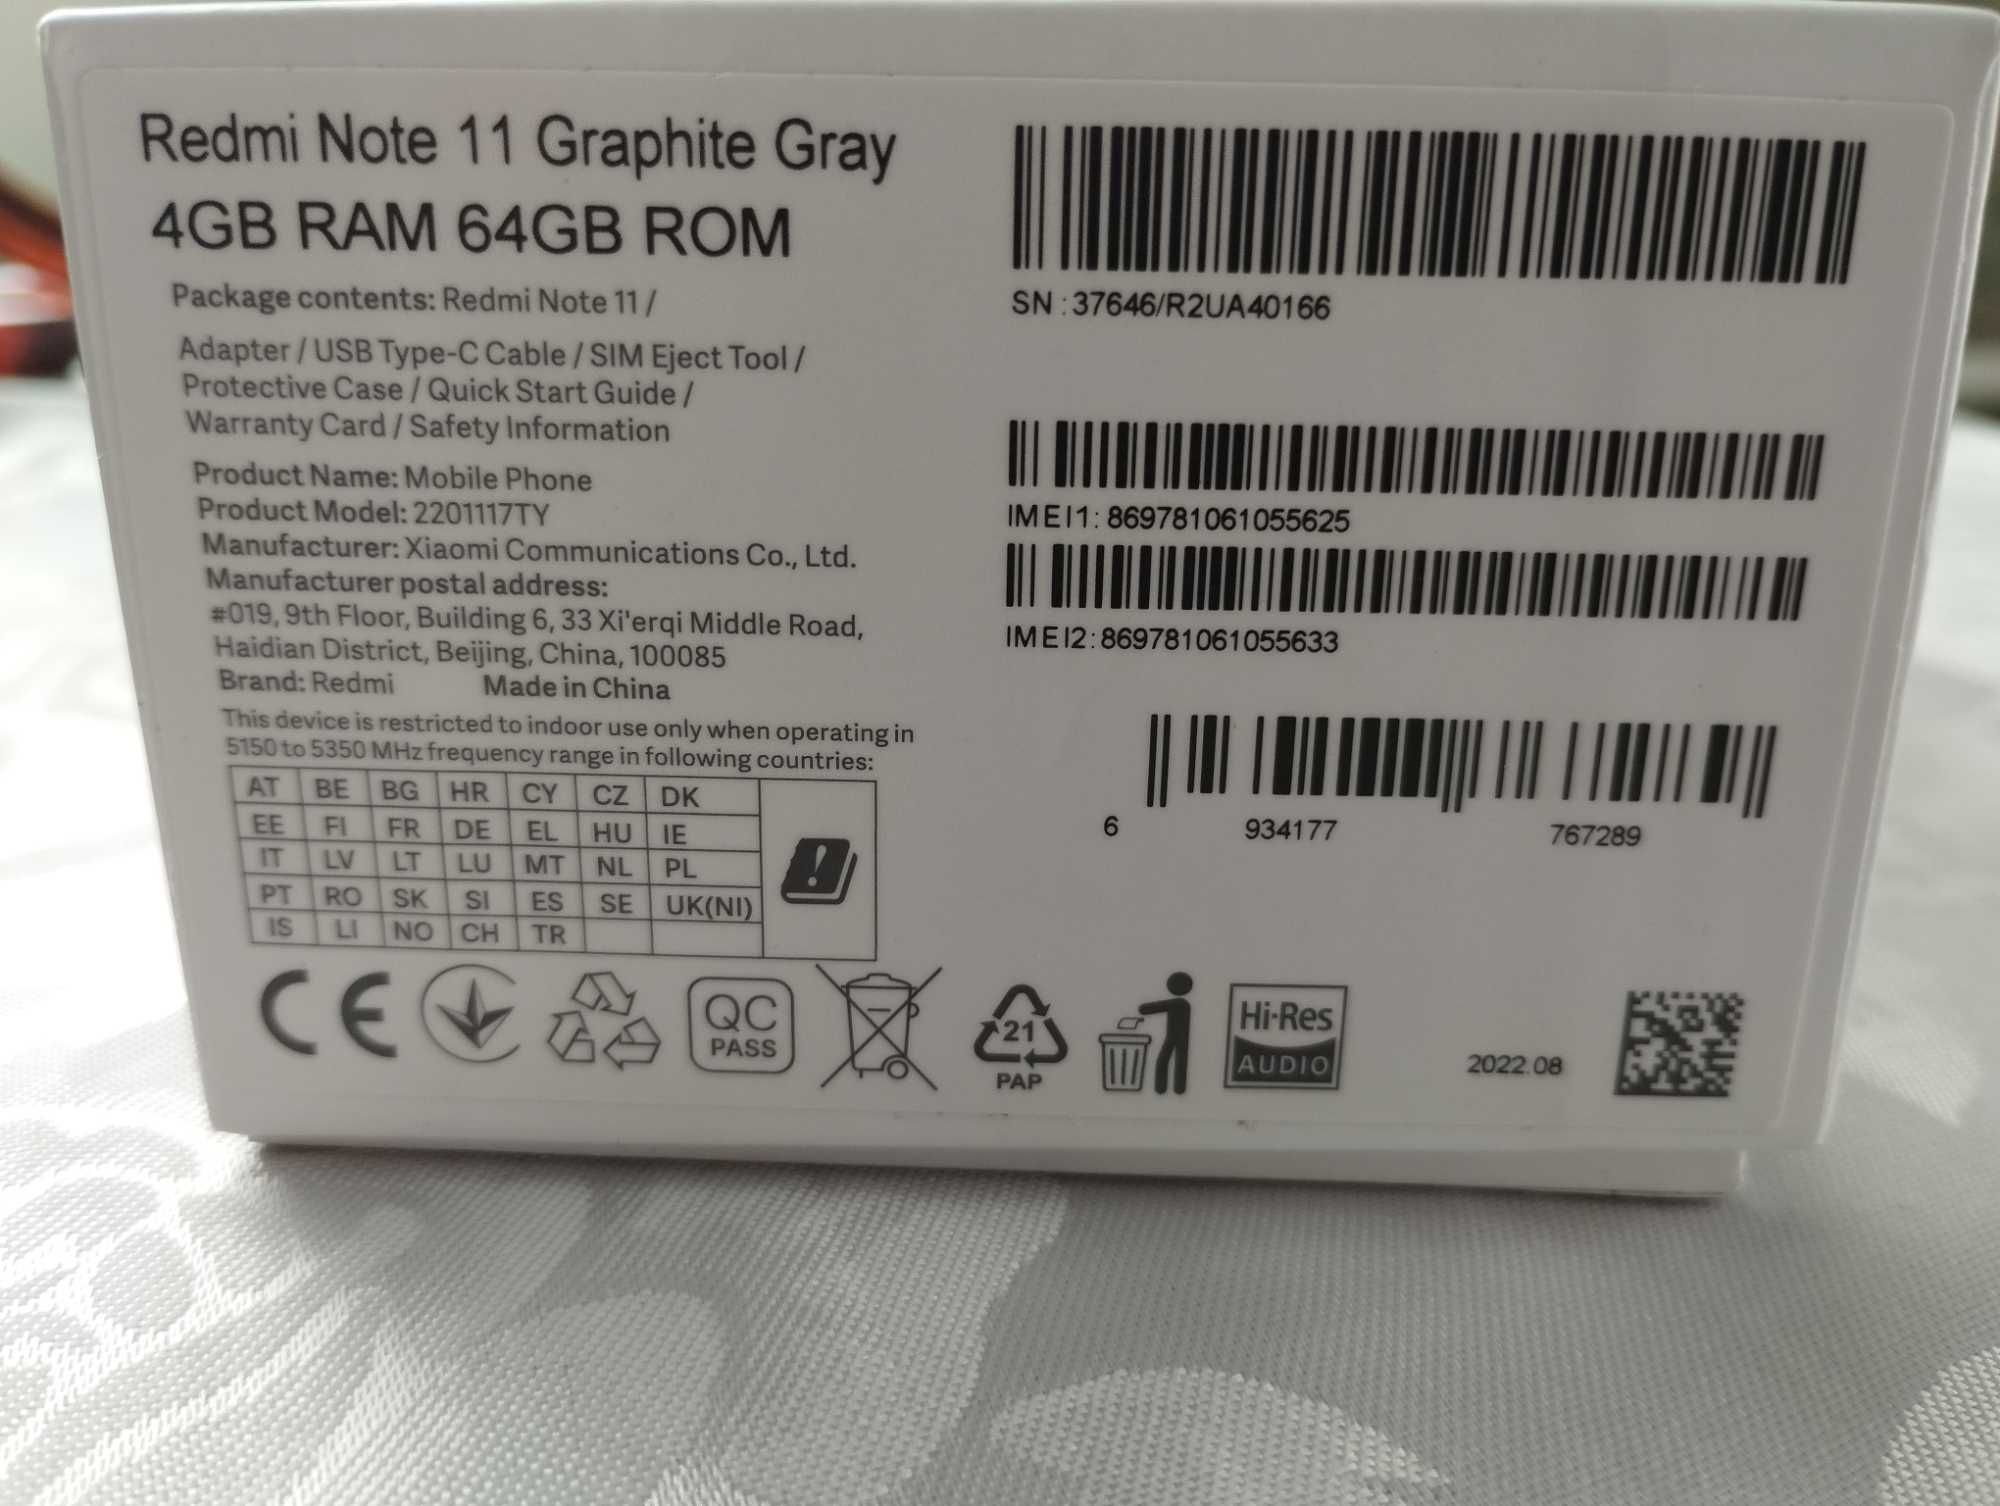 Redmi Note 11 Graphite Gray
4GB RAM 64GB ROM
Package contents: Redmi Note 11 /
Adapter / USB Type-C Cable / SIM Eject Tool /
Protective Case / Quick Start Guide /
Warranty Card / Safety Information
Product Name: Mobile Phone
Product Model: 2201117TY
Manufacturer: Xiaomi Communications Co., Ltd.
Manufacturer postal address:
#019, 9th Floor, Building 6, 33 Xi'erqi Middle Road,
Haidian District, Beijing, China, 100085
Brand: Redmi Made in China
This device is restricted to indoor use only when operating in
5150 to 5350 MHz frequency range in following countries:
AT BE BG HR CY CZ DK
EE FI FR DE EL HU IE
IT LV LT LU MT NL PL
PT RO SK SI ES SE UK(NI)
IS LI NO CH TR
CE
QC
PASS
21
PAP
Hi-Res
AUDIO
SN:37646/R2UA40166
IMEI1:869781061055625
IMEI2:869781061055633
6 934177 767289
2022.08